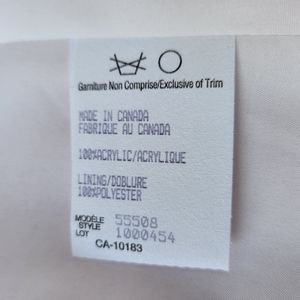 Garniture Non Comprise/Exclusive of Trim
MADE IN CANADA
FABRIQUE AU CANADA
100%ACRYLIC/ACRYLIQUE
LINING/DOBLURE
100%POLYESTER
MODÈLE
STYLE 55508
LOT 1000454
CA-10183